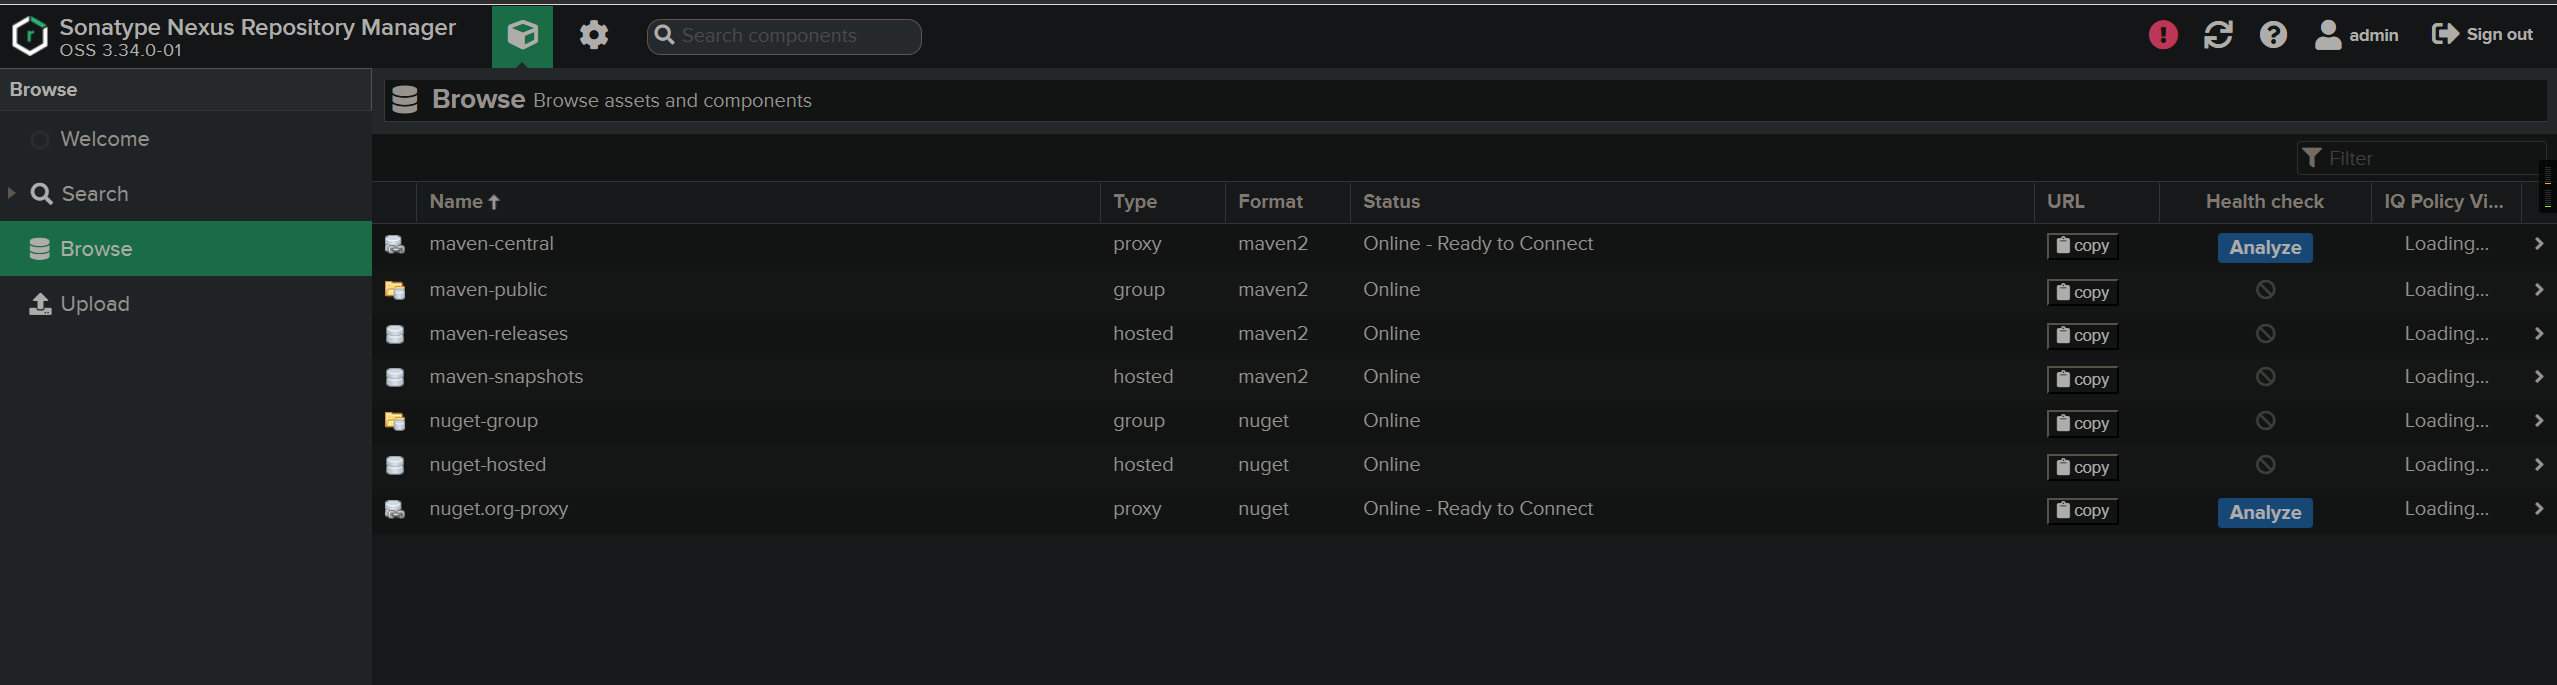 Sonatype Nexus Repository Manager
OSS 3.34.0-01
Search components
admin
Sign out
Browse
Welcome
Search
Browse
Upload
Browse Browse assets and components
Filter
Name Type Format Status URL Health check IQ Policy Vi...
maven-central proxy maven2 Online - Ready to Connect copy Analyze Loading...
maven-public group maven2 Online copy Loading...
maven-releases hosted maven2 Online copy Loading...
maven-snapshots hosted maven2 Online copy Loading...
nuget-group group nuget Online copy Loading...
nuget-hosted hosted nuget Online copy Loading...
nuget.org-proxy proxy nuget Online - Ready to Connect copy Analyze Loading...